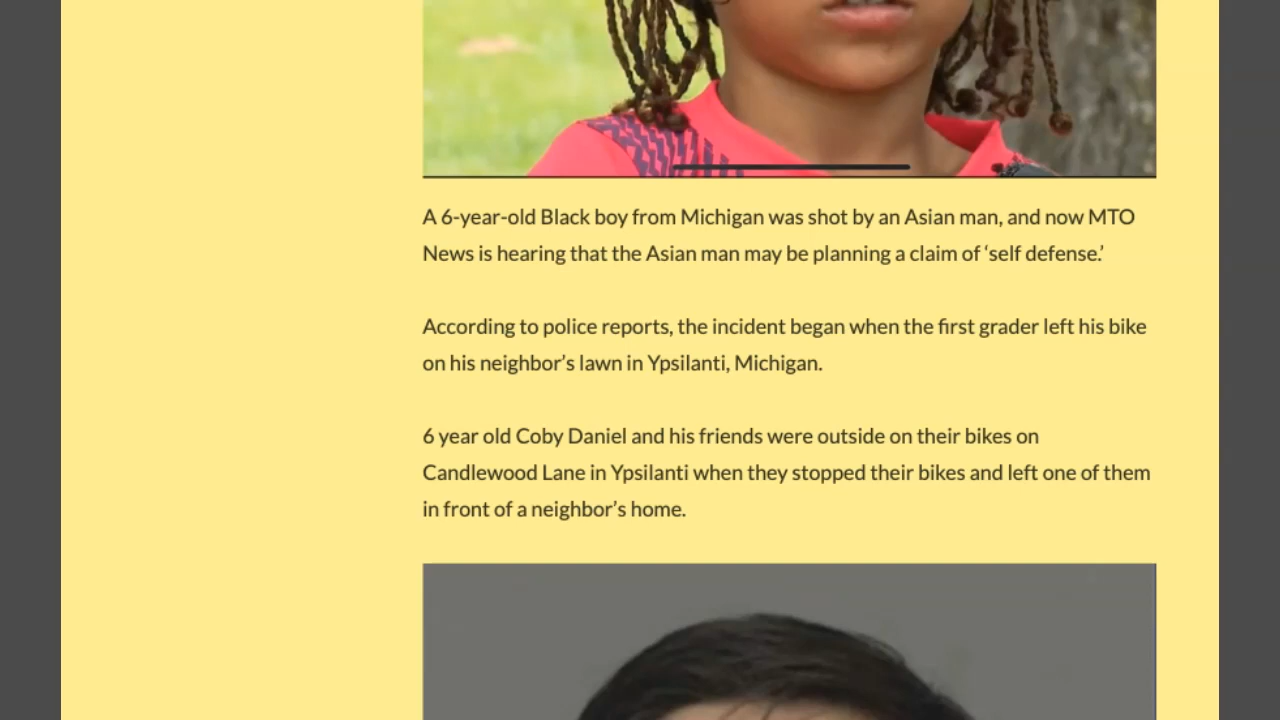 A 6-year-old Black boy from Michigan was shot by an Asian man, and now MTO
News is hearing that the Asian man may be planning a claim of ‘self defense.’
According to police reports, the incident began when the first grader left his bike
on his neighbor’s lawn in Ypsilanti, Michigan.
6 year old Coby Daniel and his friends were outside on their bikes on
Candlewood Lane in Ypsilanti when they stopped their bikes and left one of them
in front of a neighbor’s home.